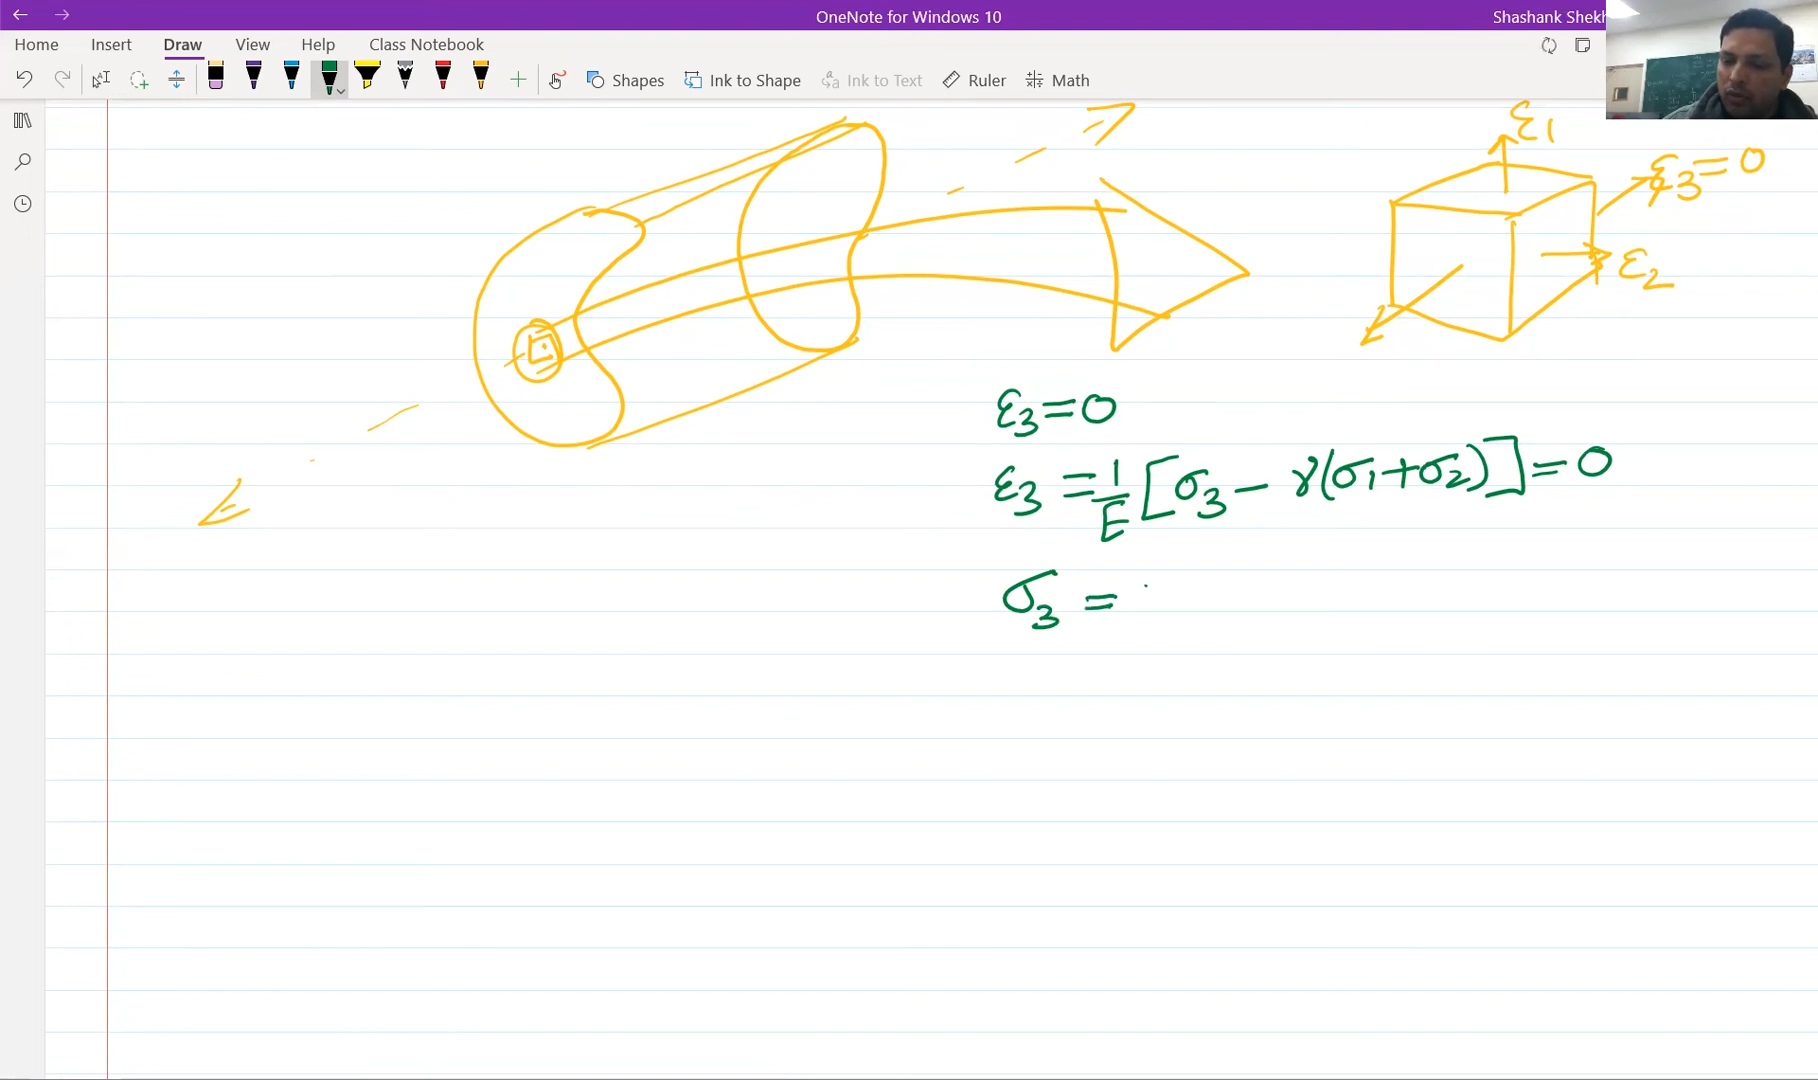 OneNote for Windows 10
Shashank Shekh
Home Insert Draw View Help Class Notebook
Shapes Ink to Shape Ink to Text Ruler Math
ε1
ε3=0
ε2
ε3=0
ε3 = 1/E [σ3 - γ(σ1+σ2)] = 0
σ3 =